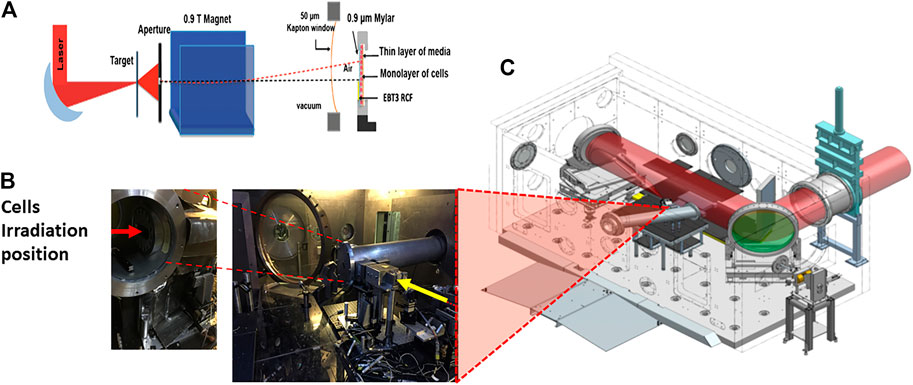 A
Laser
Target
Aperture
0.9 T Magnet
50 µm
Kapton window
0.9 µm Mylar
Thin layer of media
Air
Monolayer of cells
EBT3 RCF
vacuum
B
Cells
Irradiation
position
C